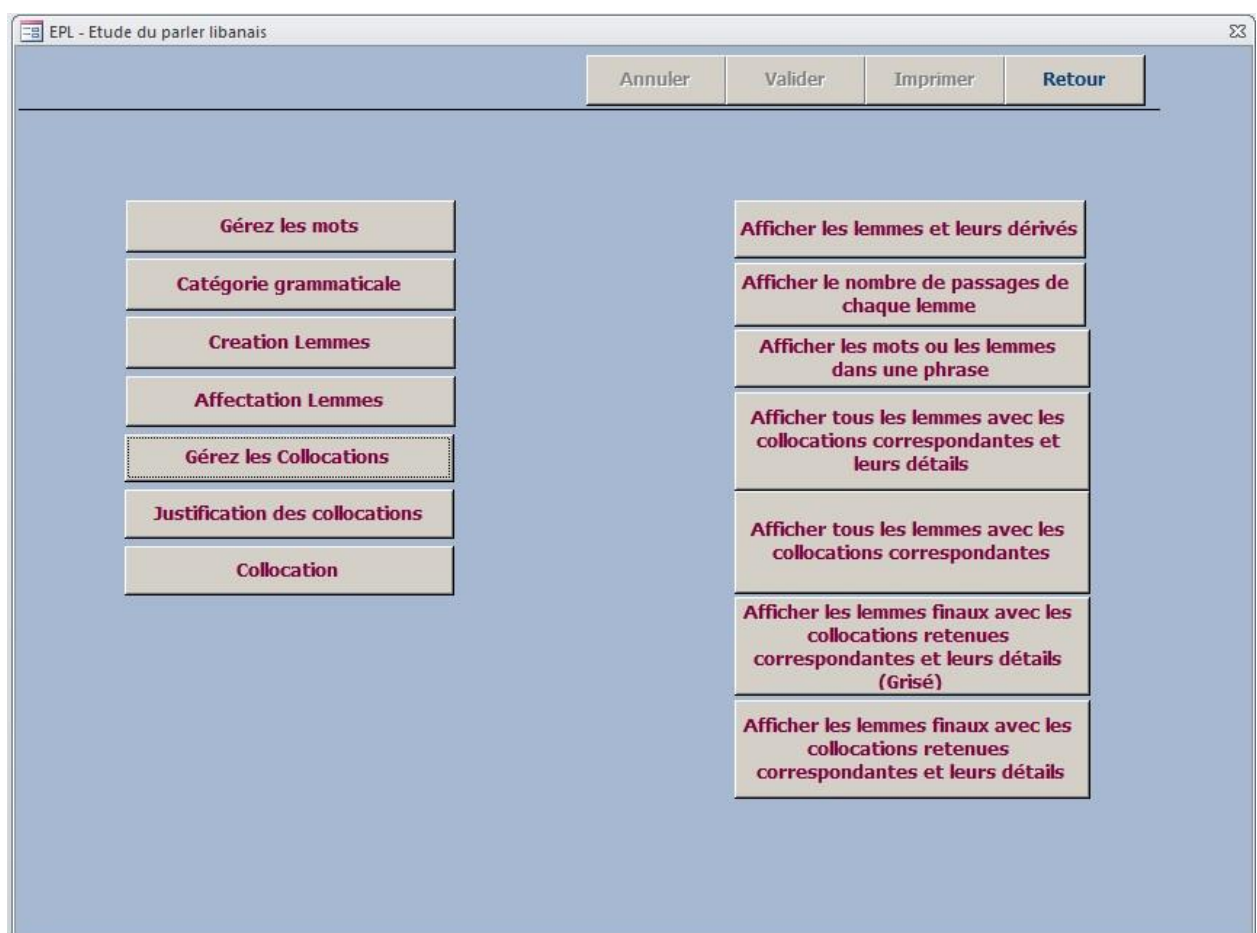 EPL - Etude du parler libanais
Annuler
Valider
Imprimer
Retour
Gérez les mots
Catégorie grammaticale
Creation Lemmes
Affectation Lemmes
Gérez les Collocations
Justification des collocations
Collocation
Afficher les lemmes et leurs dérivés
Afficher le nombre de passages de
chaque lemme
Afficher les mots ou les lemmes
dans une phrase
Afficher tous les lemmes avec les
collocations correspondantes et
leurs détails
Afficher tous les lemmes avec les
collocations correspondantes
Afficher les lemmes finaux avec les
collocations retenues
correspondantes et leurs détails
(Grisé)
Afficher les lemmes finaux avec les
collocations retenues
correspondantes et leurs détails